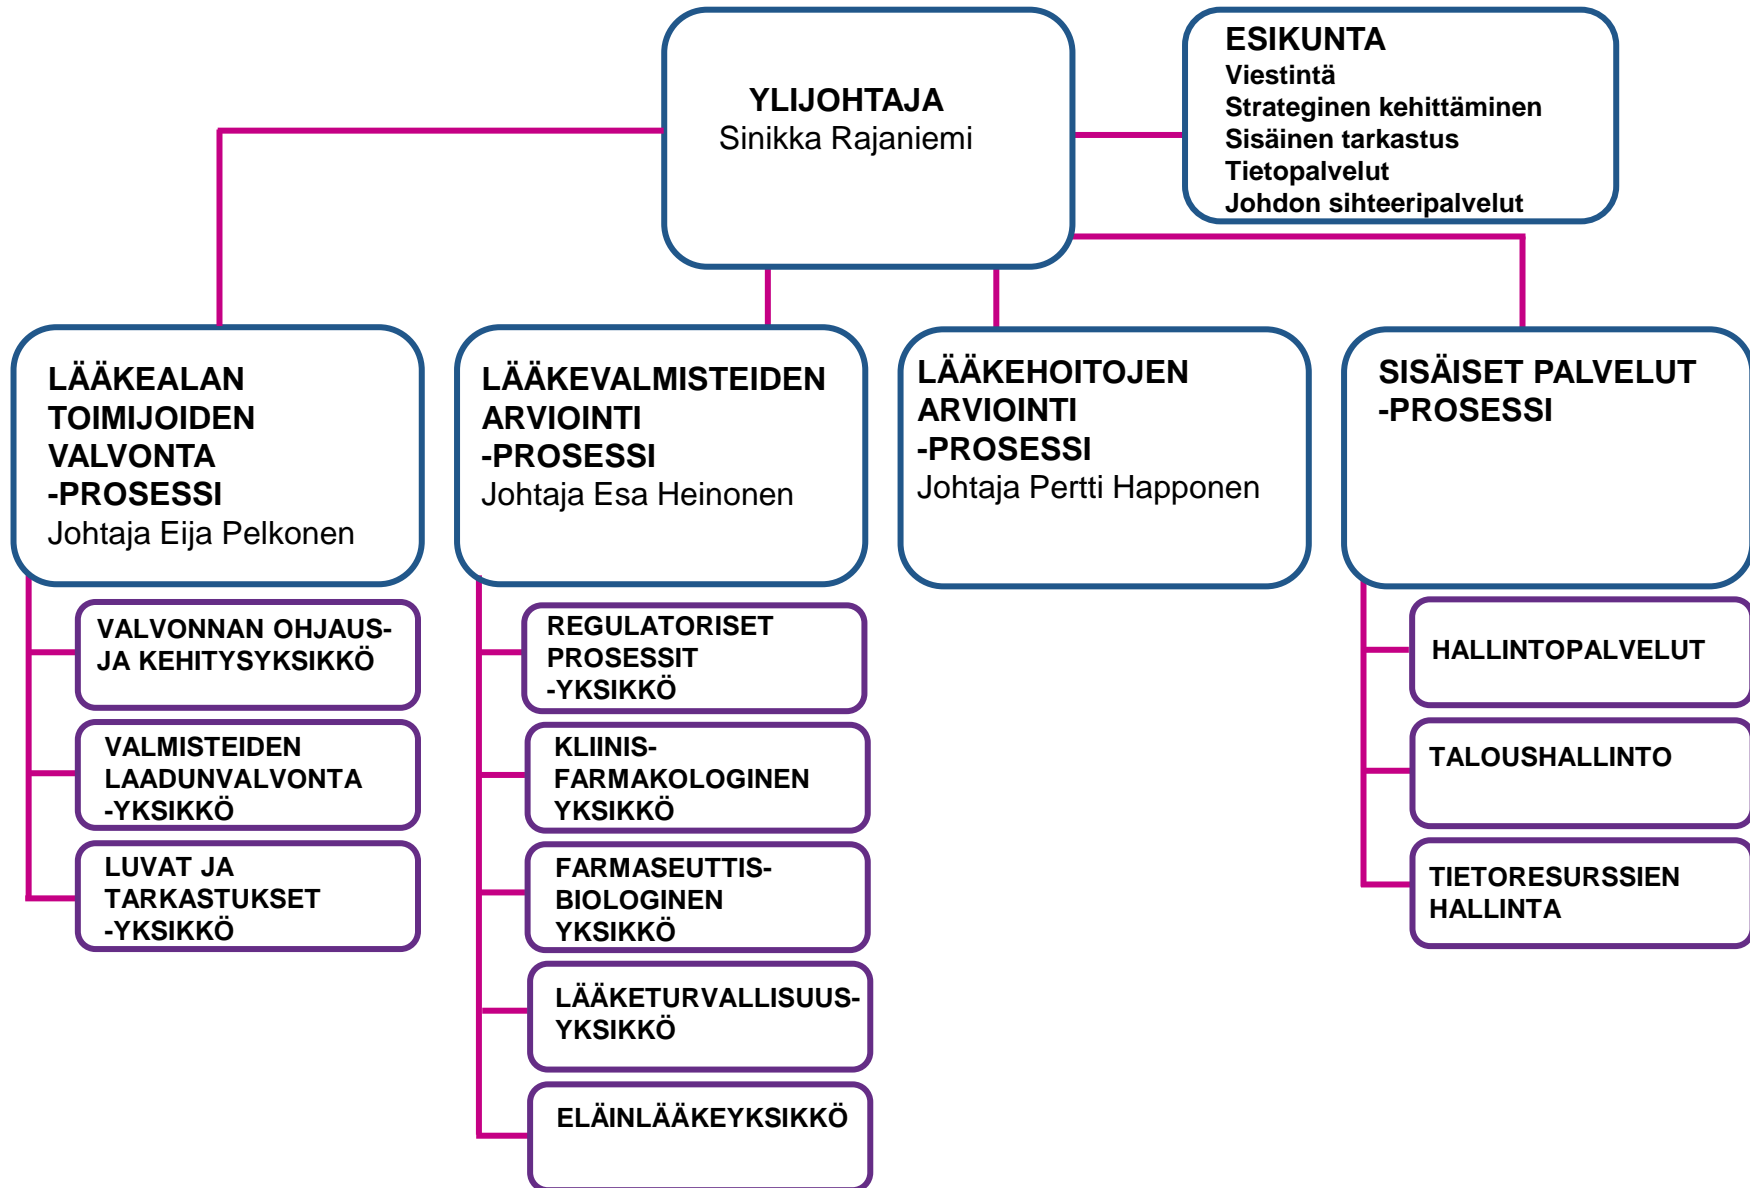 YLIJOHTAJA
Sinikka Rajaniemi
ESIKUNTA
Viestintä
Strateginen kehittäminen
Sisäinen tarkastus
Tietopalvelut
Johdon sihteeripalvelut
LÄÄKEALAN
TOIMIJOIDEN
VALVONTA
-PROSESSI
Johtaja Eija Pelkonen
VALVONNAN OHJAUS-
JA KEHITYSYKSIKKÖ
VALMISTEIDEN
LAADUNVALVONTA
-YKSIKKÖ
LUVAT JA
TARKASTUKSET
-YKSIKKÖ
LÄÄKEVALMISTEIDEN
ARVIOINTI
-PROSESSI
Johtaja Esa Heinonen
REGULATORISET
PROSESSIT
-YKSIKKÖ
KLIINIS-
FARMAKOLOGINEN
YKSIKKÖ
FARMASEUTTIS-
BIOLOGINEN
YKSIKKÖ
LÄÄKETURVALLISUUS-
YKSIKKÖ
ELÄINLÄÄKEYKSIKKÖ
LÄÄKEHOITOJEN
ARVIOINTI
-PROSESSI
Johtaja Pertti Happonen
SISÄISET PALVELUT
-PROSESSI
HALLINTOPALVELUT
TALOUSHALLINTO
TIETORESURSSIEN
HALLINTA